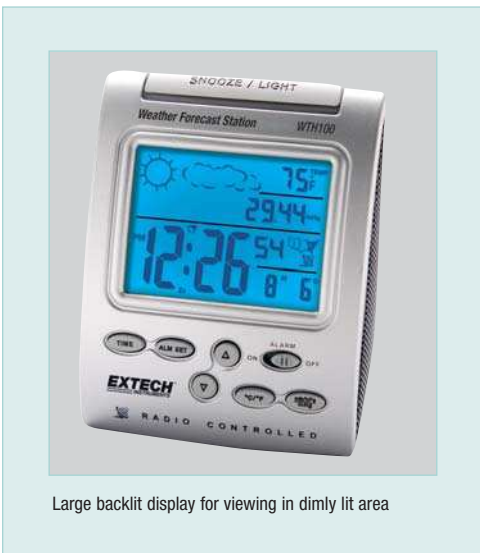 SNOOZE / LIGHT
Weather Forecast Station WTH100
75°F
29.44
12:26 54
8 6
TIME ALM SET ALARM
ON OFF
EXTECH
INSTRUMENTS
°C/°F
RADIO CONTROLLED
Large backlit display for viewing in dimly lit area